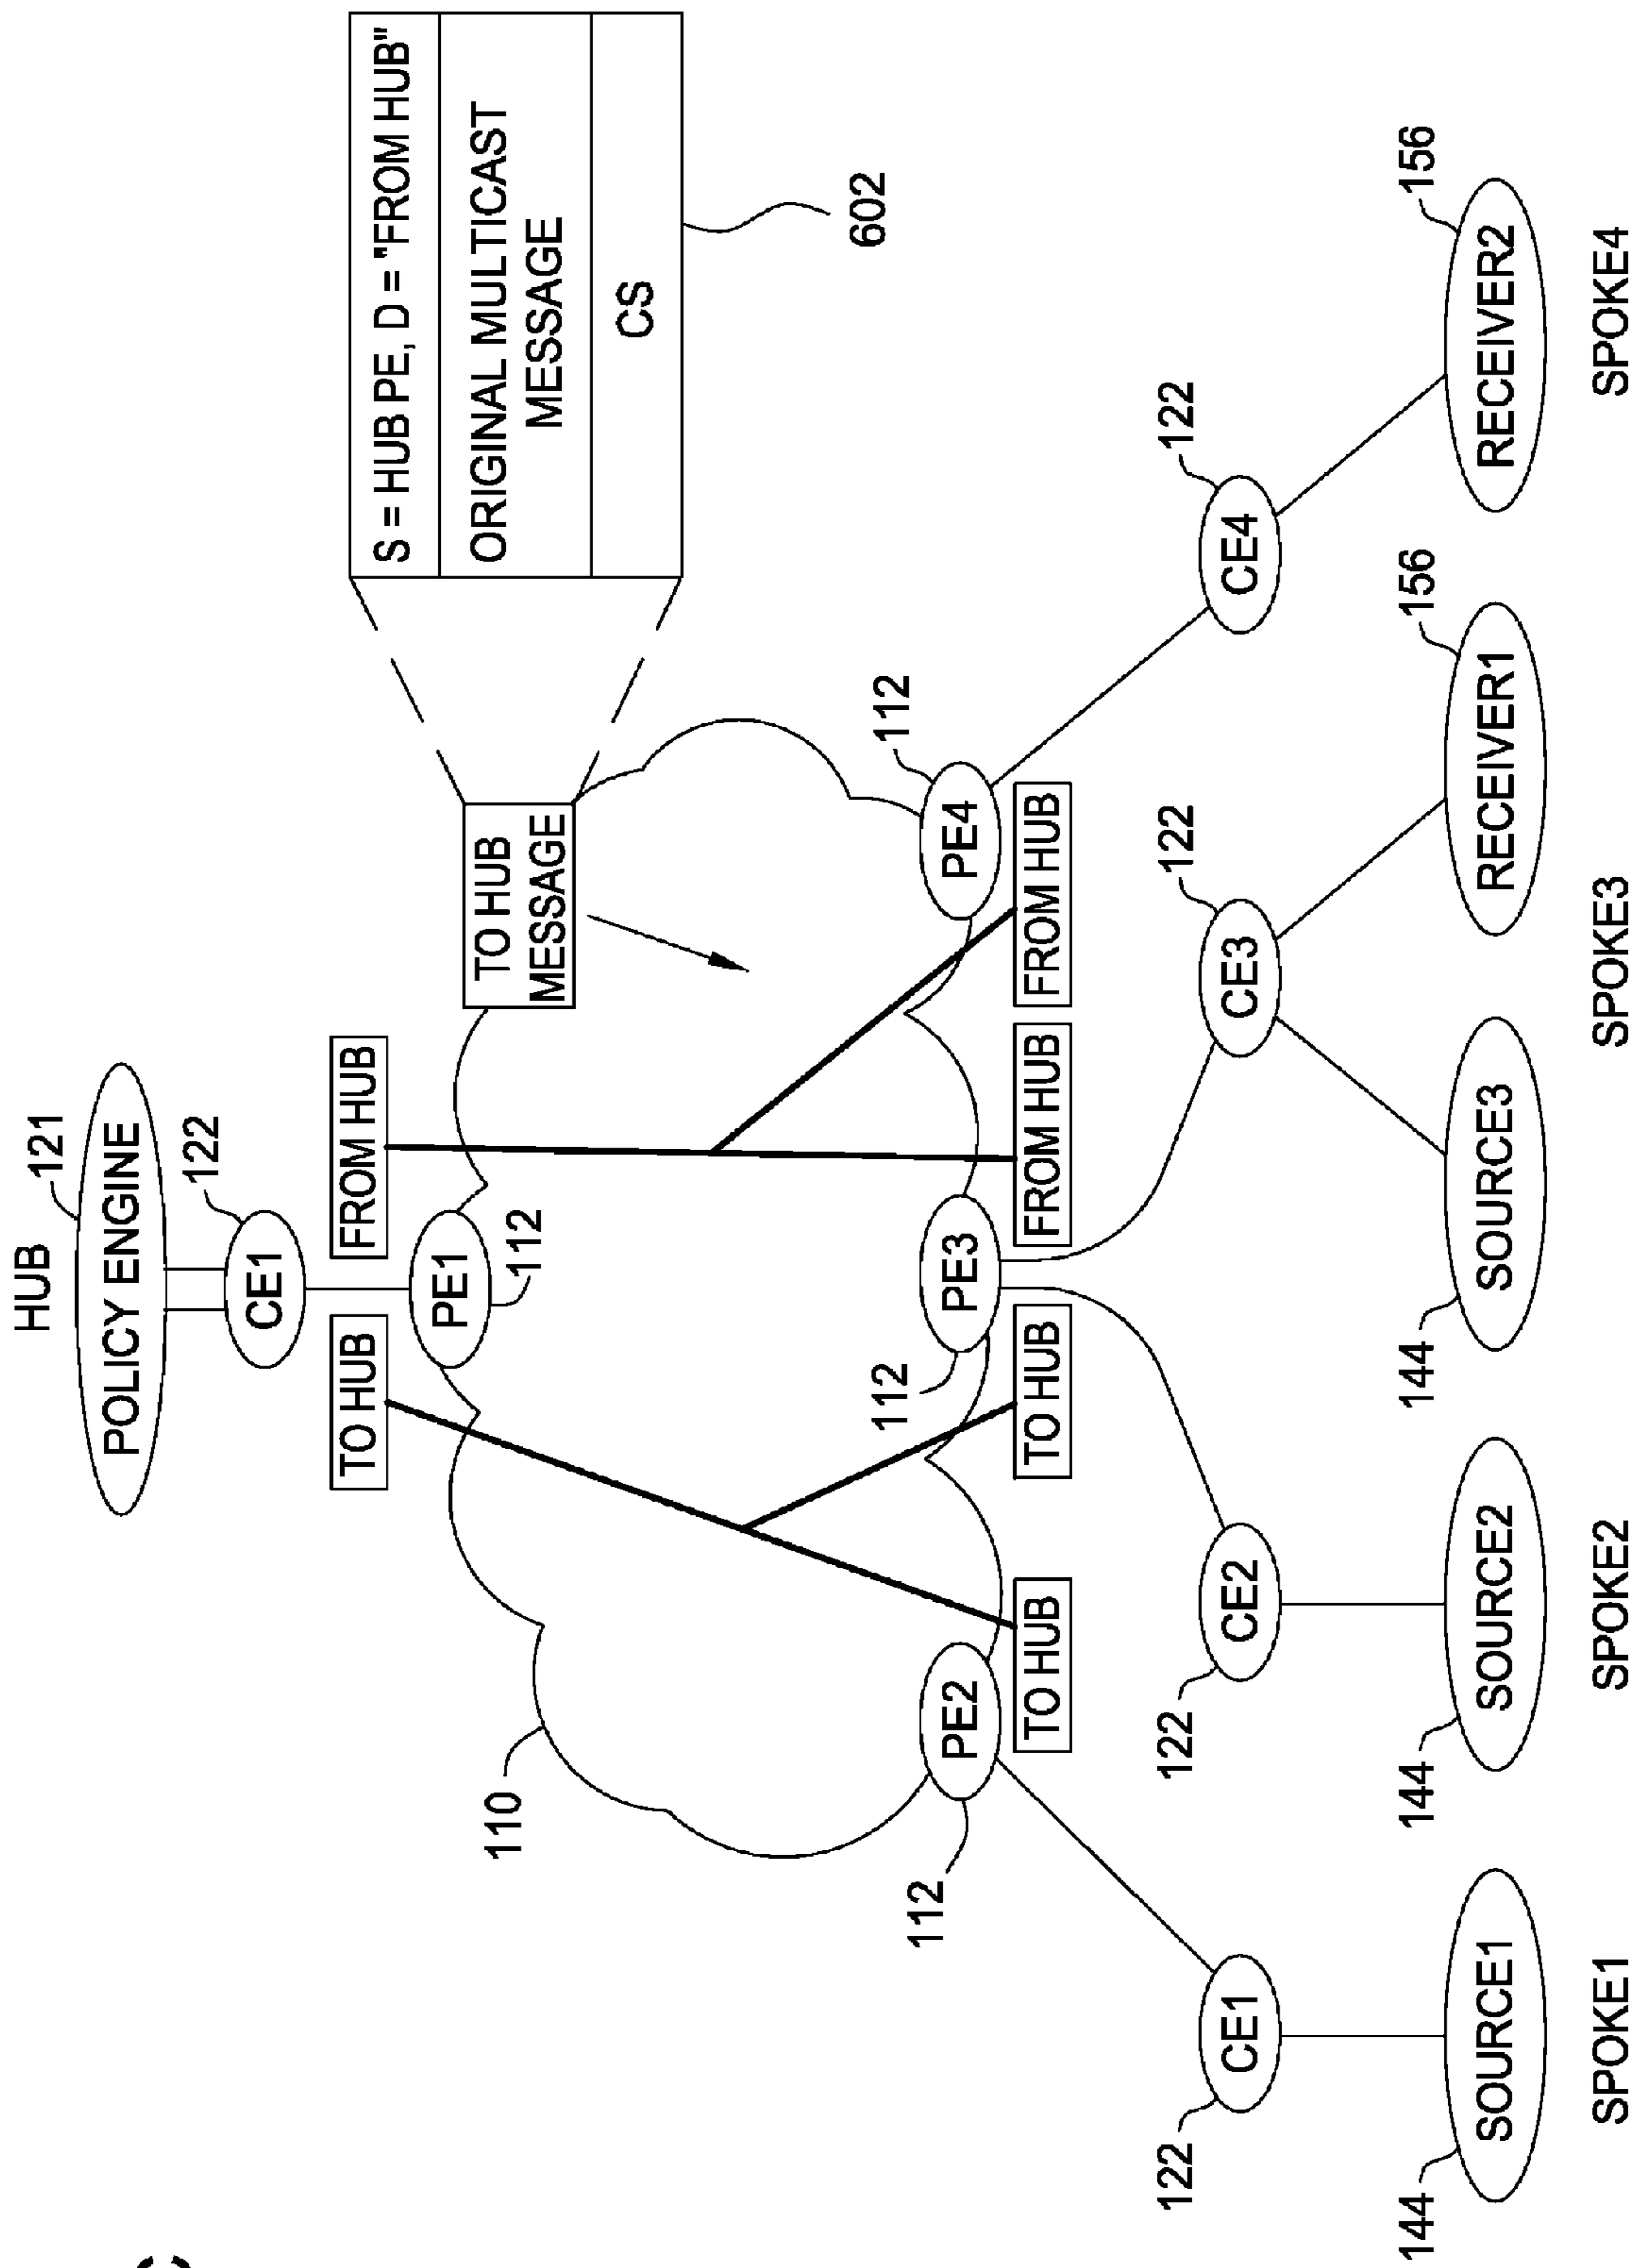 HUB
POLICY ENGINE
121
CE1
122
TO HUB
FROM HUB
PE1
112
110
TO HUB
MESSAGE
S = HUB PE, D = "FROM HUB"
ORIGINAL MULTICAST
MESSAGE
CS
602
112
PE2
112
PE3
112
PE4
TO HUB
TO HUB
FROM HUB
FROM HUB
122
CE1
122
CE2
122
CE3
122
CE4
144
SOURCE1
144
SOURCE2
144
SOURCE3
156
RECEIVER1
156
RECEIVER2
SPOKE1
SPOKE2
SPOKE3
SPOKE4